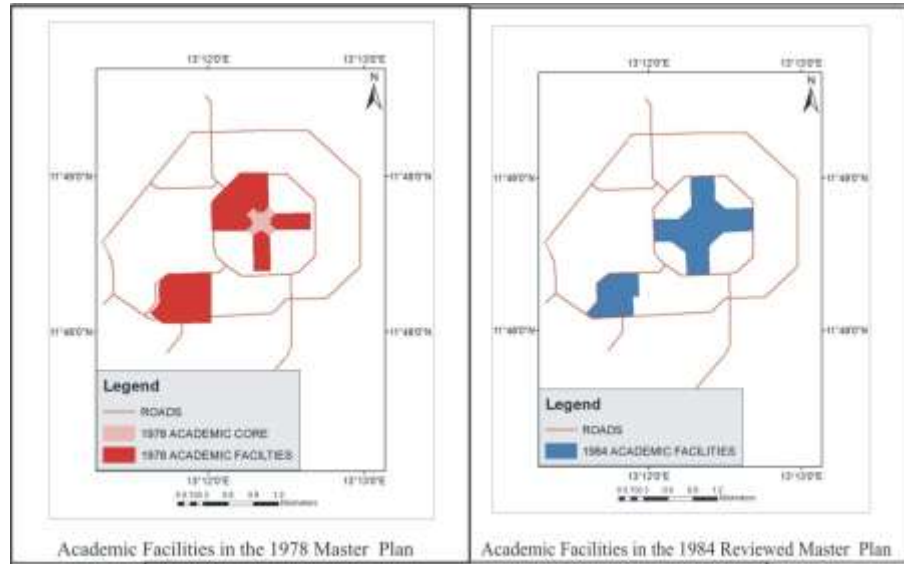 13°12'0"E
13°13'0"E
N
11°49'0"N
11°49'0"N
11°48'0"N
11°48'0"N
Legend
ROADS
1978 ACADEMIC CORE
1978 ACADEMIC FACILTIES
13°12'0"E
13°13'0"E
Academic Facilities in the 1978 Master Plan
13°12'0"E
13°13'0"E
N
11°49'0"N
11°49'0"N
11°48'0"N
11°48'0"N
Legend
ROADS
1984 ACADEMIC FACILITIES
13°12'0"E
13°13'0"E
Academic Facilities in the 1984 Reviewed Master Plan